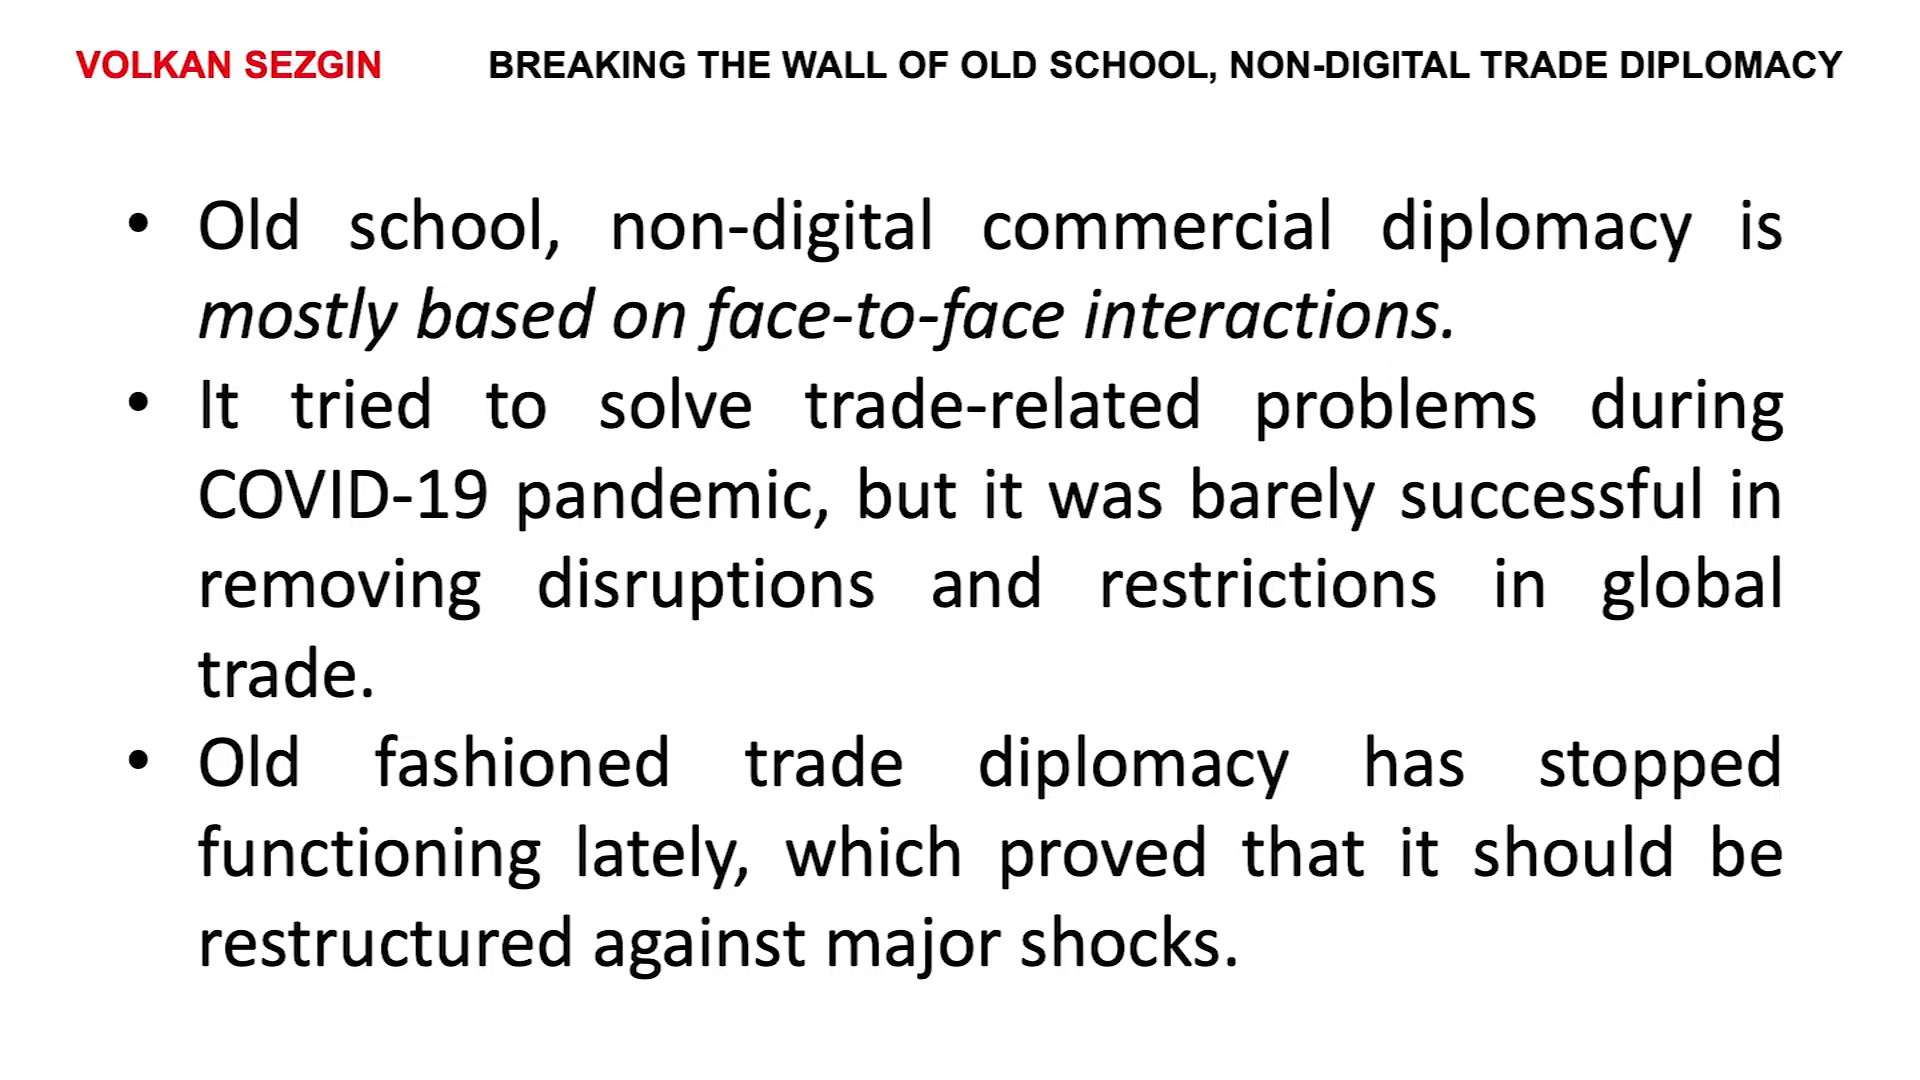 VOLKAN SEZGIN BREAKING THE WALL OF OLD SCHOOL, NON-DIGITAL TRADE DIPLOMACY
• Old school, non-digital commercial diplomacy is
mostly based on face-to-face interactions.
• It tried to solve trade-related problems during
COVID-19 pandemic, but it was barely successful in
removing disruptions and restrictions in global
trade.
• Old fashioned trade diplomacy has stopped
functioning lately, which proved that it should be
restructured against major shocks.